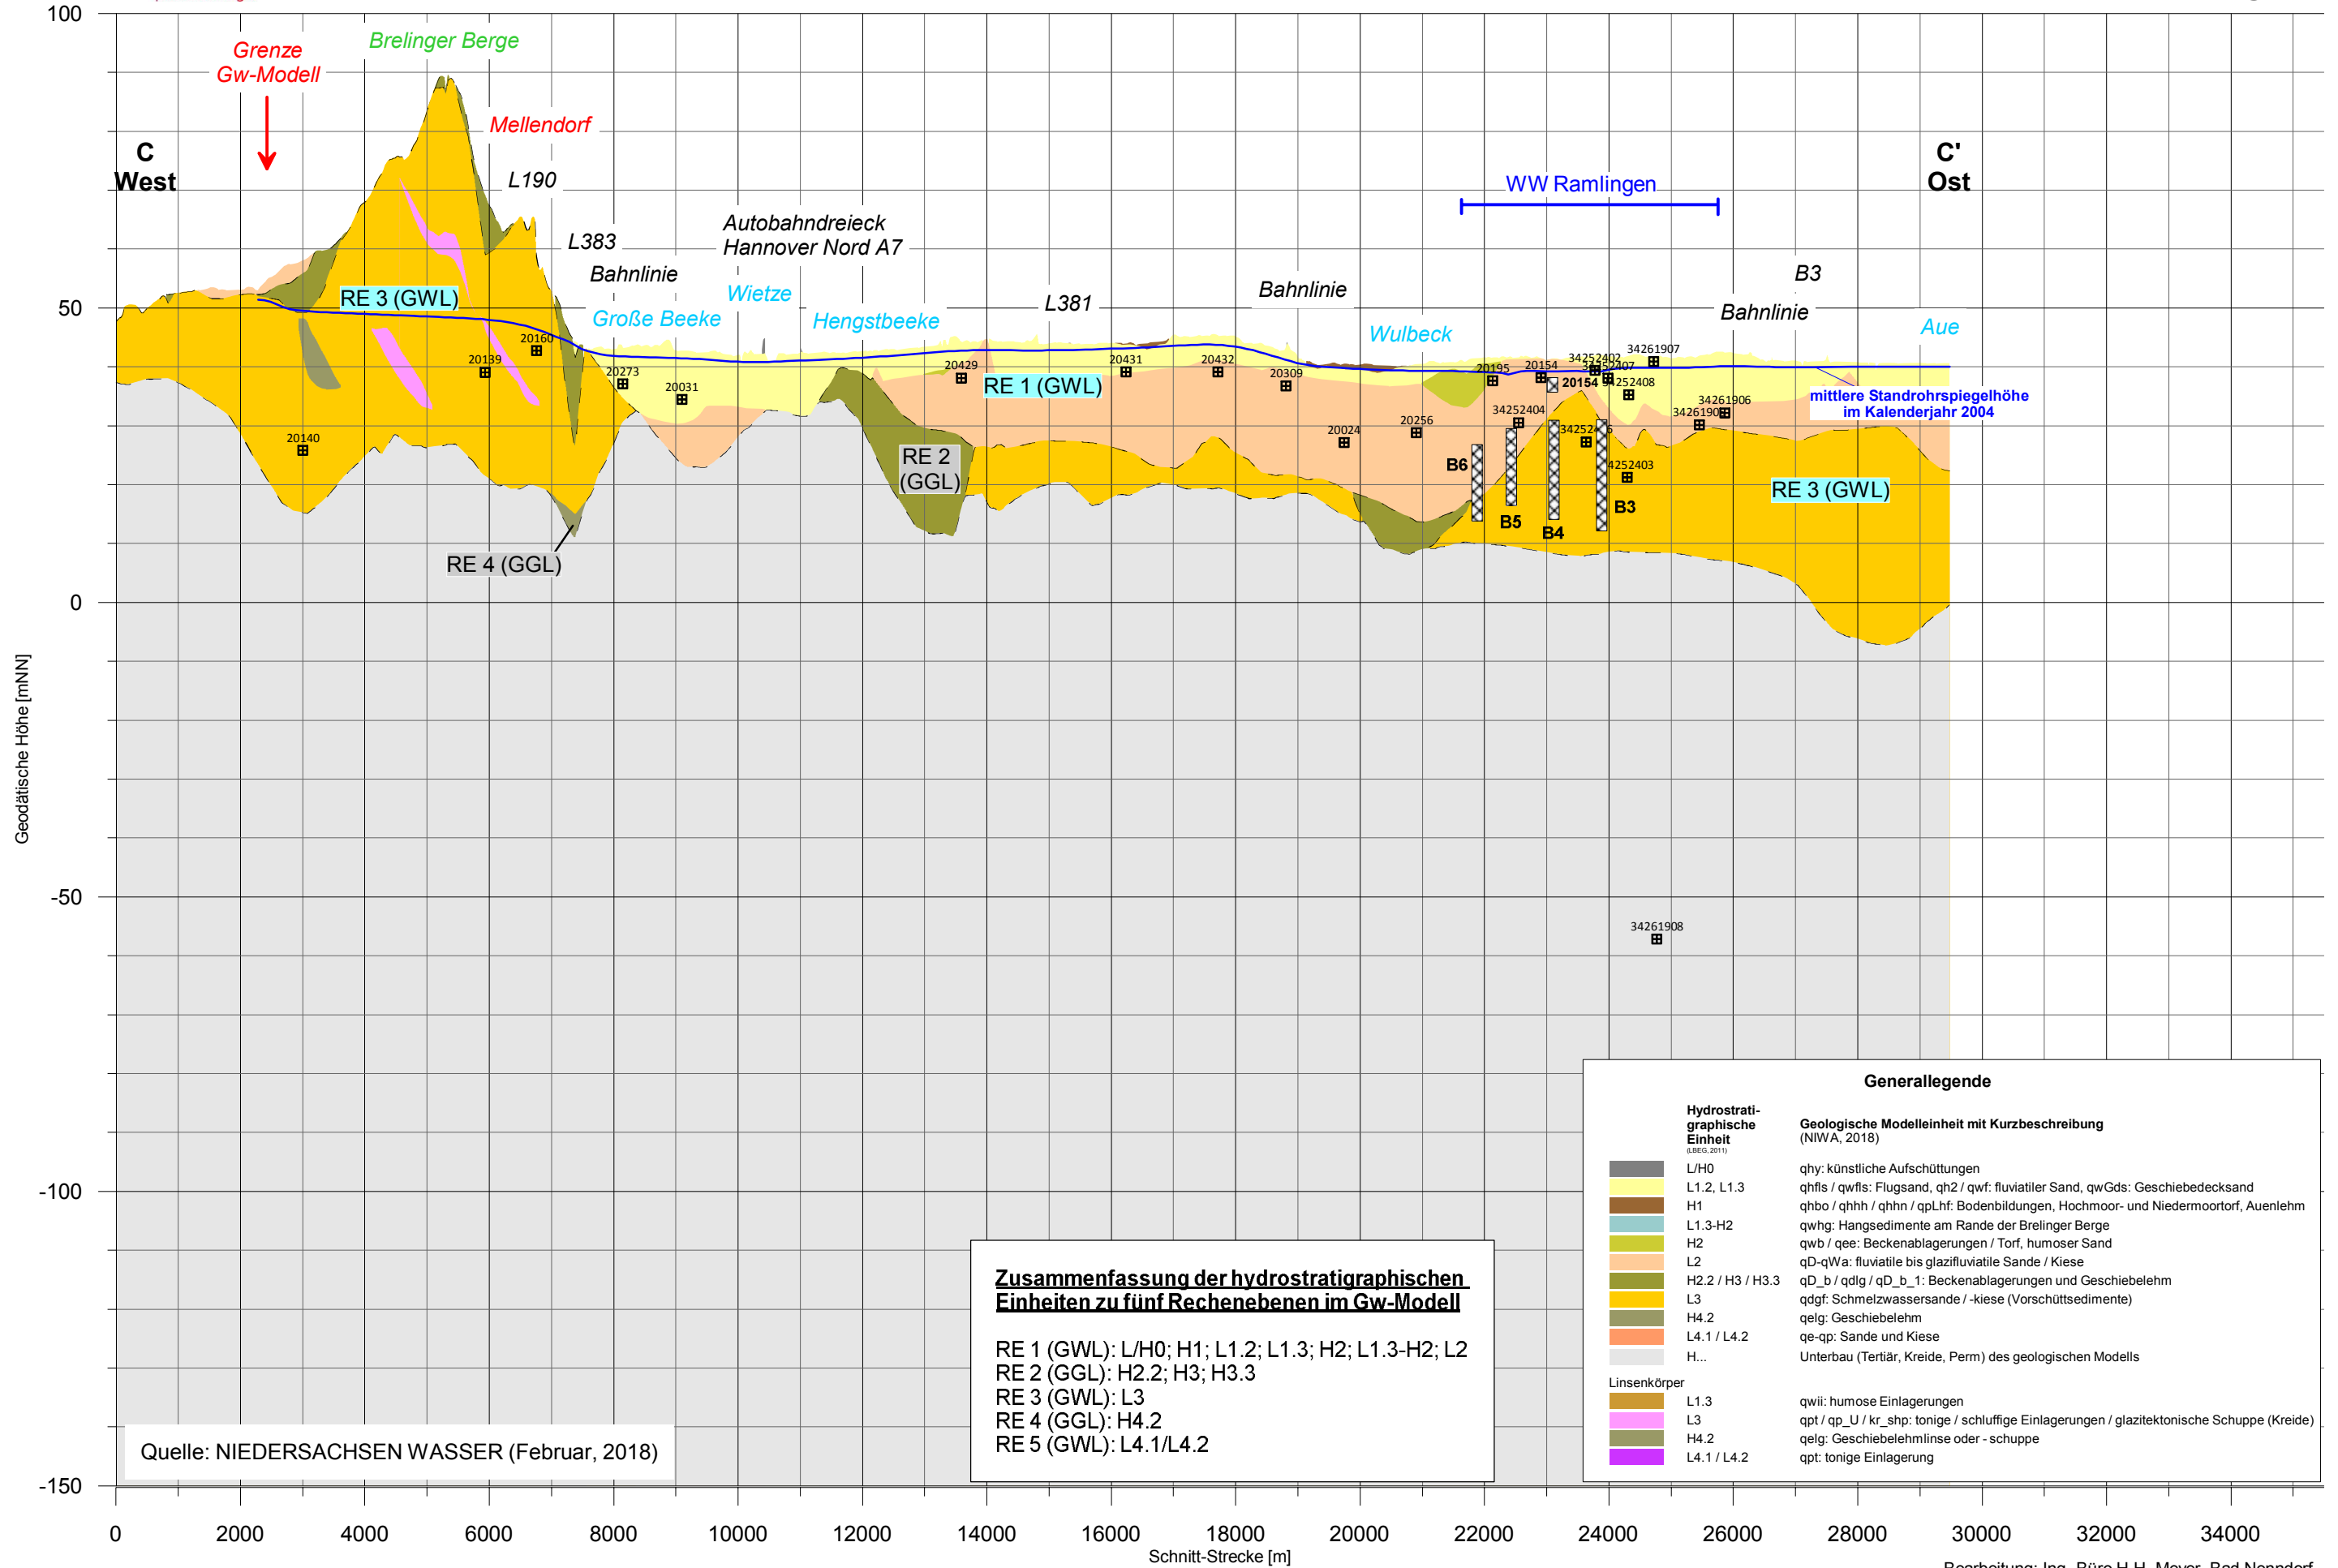 100
Grenze
Gw-Modell
Brelinger Berge
Mellendorf
C
West
L190
C'
Ost
WW Ramlingen
L383
Autobahndreieck
Hannover Nord A7
Bahnlinie
Wietze
Große Beeke
Hengstbeeke
L381
Bahnlinie
Wulbeck
B3
Bahnlinie
Aue
50
RE 3 (GWL)
20160
20139
20273
20031
20140
20429
RE 1 (GWL)
20431
20432
20309
20024
20256
20195
20154
34252402
34261907
20154
34252408
34252404
34261906
mittlere Standrohrspiegelhöhe
im Kalenderjahr 2004
RE 2
(GGL)
B6
B5
B4
B3
RE 3 (GWL)
RE 4 (GGL)
0
Geodätische Höhe [mNN]
-50
34261908
-100
-150
Generallegende
Hydrostrati-
graphische
Einheit
(LBEG, 2011)
Geologische Modelleinheit mit Kurzbeschreibung
(NIWA, 2018)
L/H0 qhy: künstliche Aufschüttungen
L1.2, L1.3 qhfls / qwfls: Flugsand, qh2 / qwf: fluviatiler Sand, qwGds: Geschiebedecksand
H1 qhbo / qhhh / qhhn / qpLhf: Bodenbildungen, Hochmoor- und Niedermoortorf, Auenlehm
L1.3-H2 qwhg: Hangsedimente am Rande der Brelinger Berge
H2 qwb / qee: Beckenablagerungen / Torf, humoser Sand
L2 qD-qWa: fluviatile bis glazifluviatile Sande / Kiese
H2.2 / H3 / H3.3 qD_b / qdlg / qD_b_1: Beckenablagerungen und Geschiebelehm
L3 qdgf: Schmelzwassersande / -kiese (Vorschüttsedimente)
H4.2 qelg: Geschiebelehm
L4.1 / L4.2 qe-qp: Sande und Kiese
H... Unterbau (Tertiär, Kreide, Perm) des geologischen Modells
Linsenkörper
L1.3 qwii: humose Einlagerungen
L3 qpt / qp_U / kr_shp: tonige / schluffige Einlagerungen / glazitektonische Schuppe (Kreide)
H4.2 qelg: Geschiebelehmlinse oder - schuppe
L4.1 / L4.2 qpt: tonige Einlagerung
Zusammenfassung der hydrostratigraphischen
Einheiten zu fünf Rechenebenen im Gw-Modell
RE 1 (GWL): L/H0; H1; L1.2; L1.3; H2; L1.3-H2; L2
RE 2 (GGL): H2.2; H3; H3.3
RE 3 (GWL): L3
RE 4 (GGL): H4.2
RE 5 (GWL): L4.1/L4.2
Quelle: NIEDERSACHSEN WASSER (Februar, 2018)
0 2000 4000 6000 8000 10000 12000 14000 16000 18000 20000 22000 24000 26000 28000 30000 32000 34000
Schnitt-Strecke [m]
Bearbeitung: Ing.-Büro H.H. Meyer, Bad Nenndorf